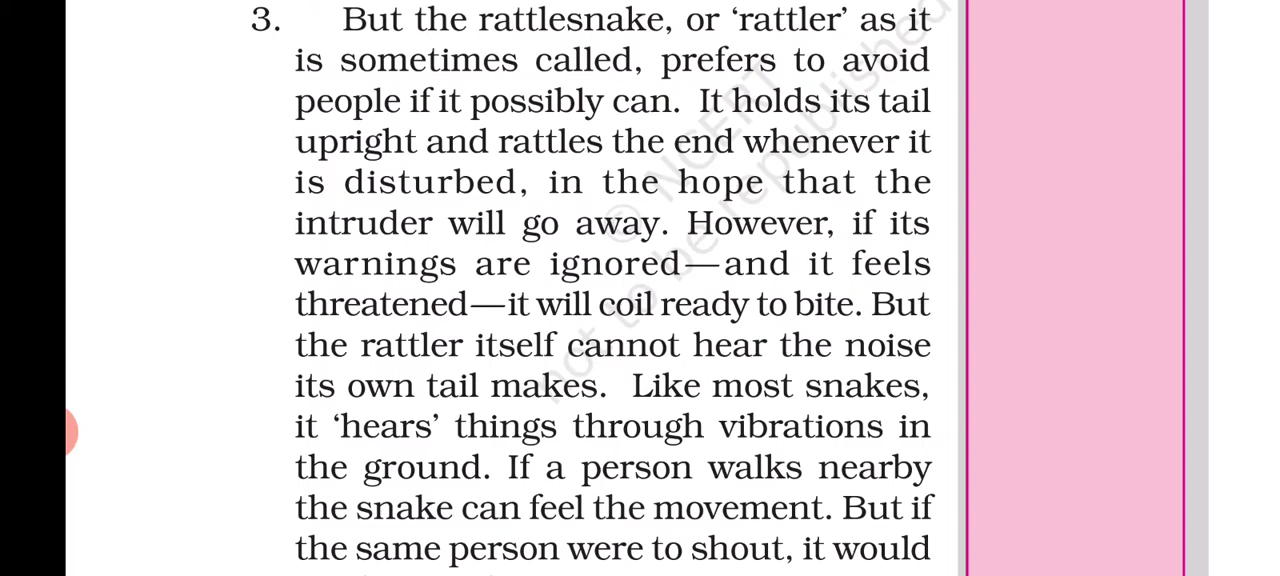 3. But the rattlesnake, or ‘rattler’ as it
is sometimes called, prefers to avoid
people if it possibly can. It holds its tail
upright and rattles the end whenever it
is disturbed, in the hope that the
intruder will go away. However, if its
warnings are ignored—and it feels
threatened—it will coil ready to bite. But
the rattler itself cannot hear the noise
its own tail makes. Like most snakes,
it ‘hears’ things through vibrations in
the ground. If a person walks nearby
the snake can feel the movement. But if
the same person were to shout, it would
© NCERT
not to be republished